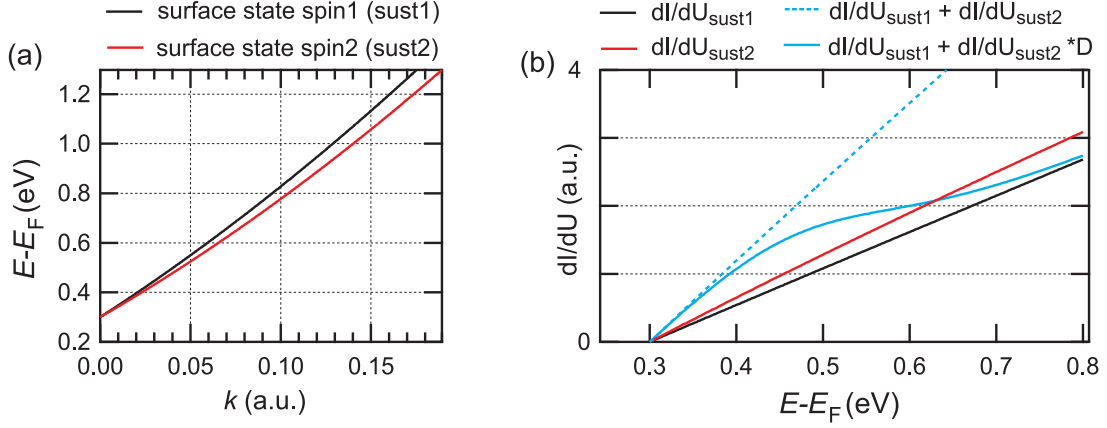 surface state spin1 (sust1)
surface state spin2 (sust2)
(a)
1.2
1.0
0.8
0.6
0.4
0.2
E-EF (eV)
0.00 0.05 0.10 0.15
k (a.u.)
dI/dUsust1 dI/dUsust1 + dI/dUsust2
dI/dUsust2 dI/dUsust1 + dI/dUsust2 *D
(b)
4
0
dI/dU (a.u.)
0.3 0.4 0.5 0.6 0.7 0.8
E-EF (eV)